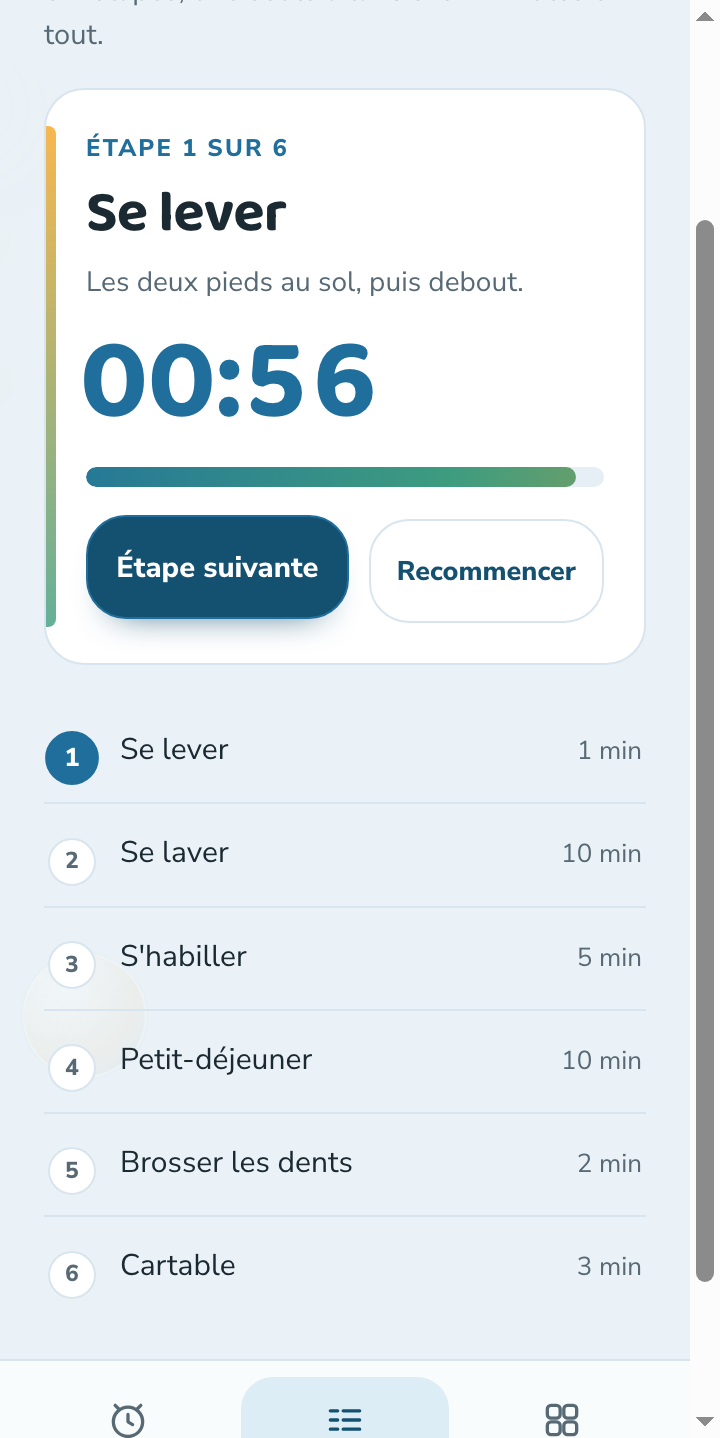 tout.
ÉTAPE 1 SUR 6
Se lever
Les deux pieds au sol, puis debout.
00:56
Étape suivante
Recommencer
1 Se lever 1 min
2 Se laver 10 min
3 S'habiller 5 min
4 Petit-déjeuner 10 min
5 Brosser les dents 2 min
6 Cartable 3 min